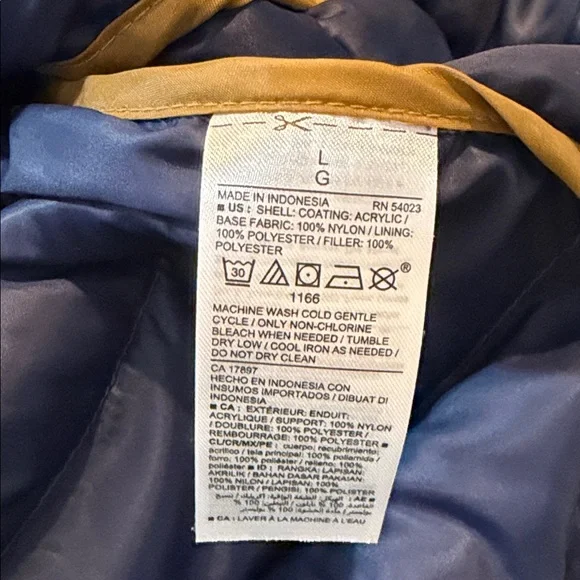 L
G
MADE IN INDONESIA RN 54023
■ US : SHELL: COATING: ACRYLIC /
BASE FABRIC: 100% NYLON / LINING:
100% POLYESTER / FILLER: 100%
POLYESTER
30 ®
1166
MACHINE WASH COLD GENTLE
CYCLE / ONLY NON-CHLORINE
BLEACH WHEN NEEDED / TUMBLE
DRY LOW / COOL IRON AS NEEDED /
DO NOT DRY CLEAN
CA 17897
HECHO EN INDONESIA CON
INSUMOS IMPORTADOS / DIBUAT DI
INDONESIA
■ CA : EXTÉRIEUR: ENDUIT:
ACRYLIQUE / SUPPORT: 100% NYLON
/ DOUBLURE: 100% POLYESTER /
REMBOURRAGE: 100% POLYESTER ■
CL/CR/MX/PE : cuerpo: recubrimiento:
acrílico / tela principal: 100% poliamida /
forro: 100% poliéster / relleno: 100%
poliéster ■ ID : RANGKA: LAPISAN:
AKRILIK / BAHAN DASAR PAKAIAN:
100% NILON / LAPISAN: 100%
POLISTER / PENGISI: 100% POLISTER
■ AE :
■ CA : LAVER À LA MACHINE À L'EAU